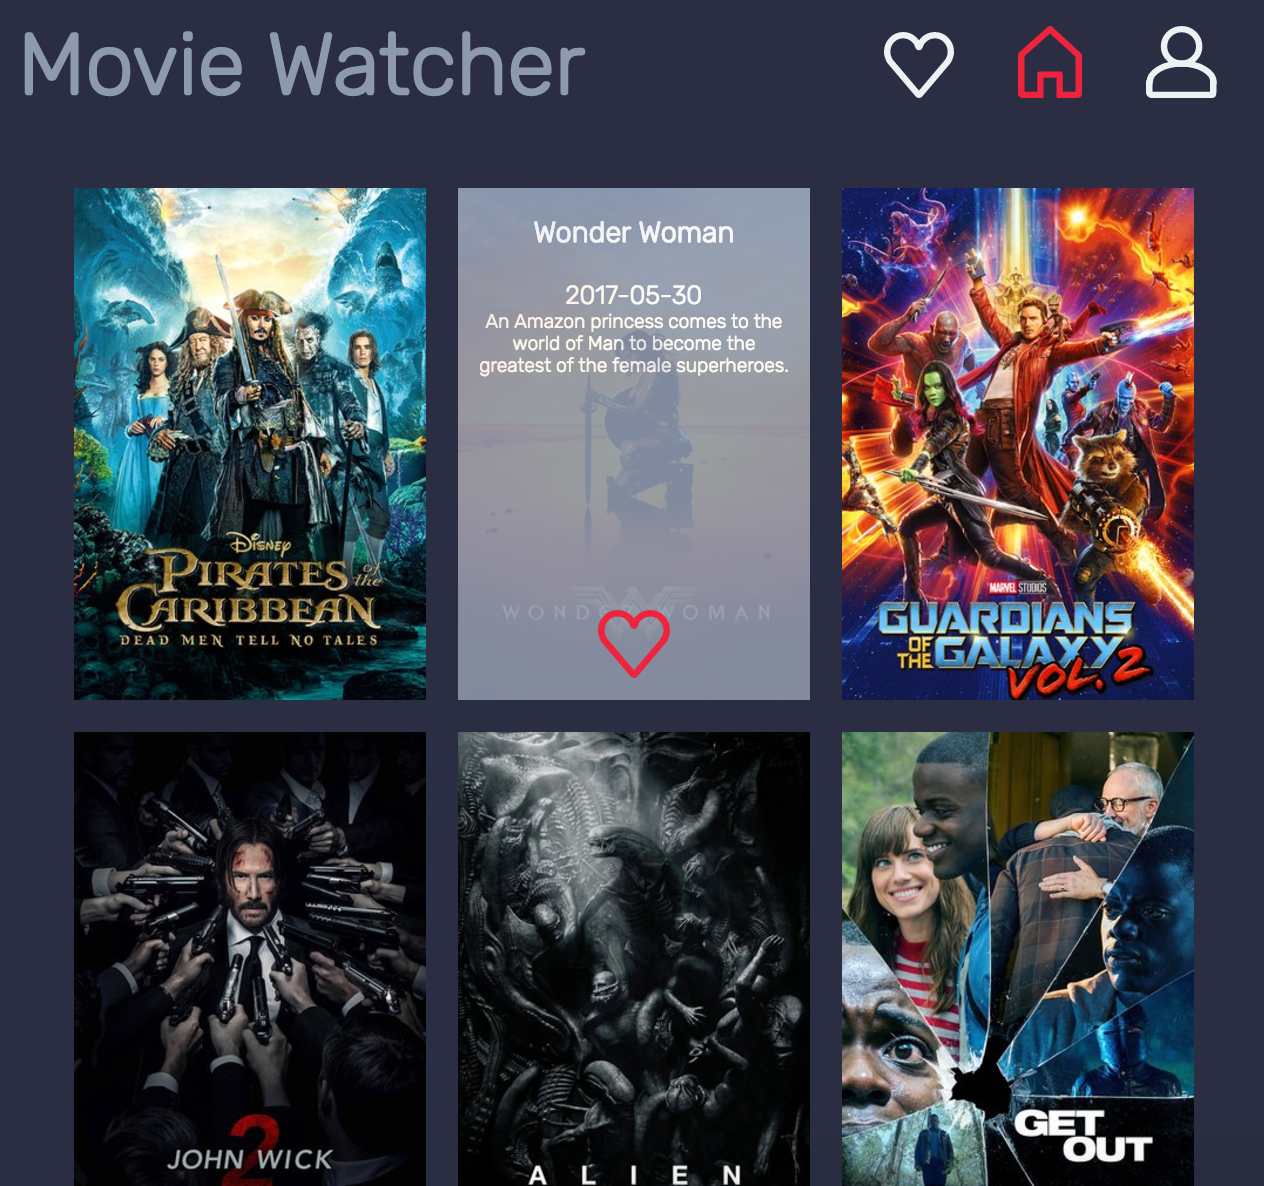 Movie Watcher
Wonder Woman
2017-05-30
An Amazon princess comes to the
world of Man to become the
greatest of the female superheroes.
WONDER WOMAN
DISNEY
PIRATES
of the
CARIBBEAN
DEAD MEN TELL NO TALES
MARVEL STUDIOS
GUARDIANS
OF THE GALAXY
VOL. 2
2
JOHN WICK
ALIEN
GET
OUT